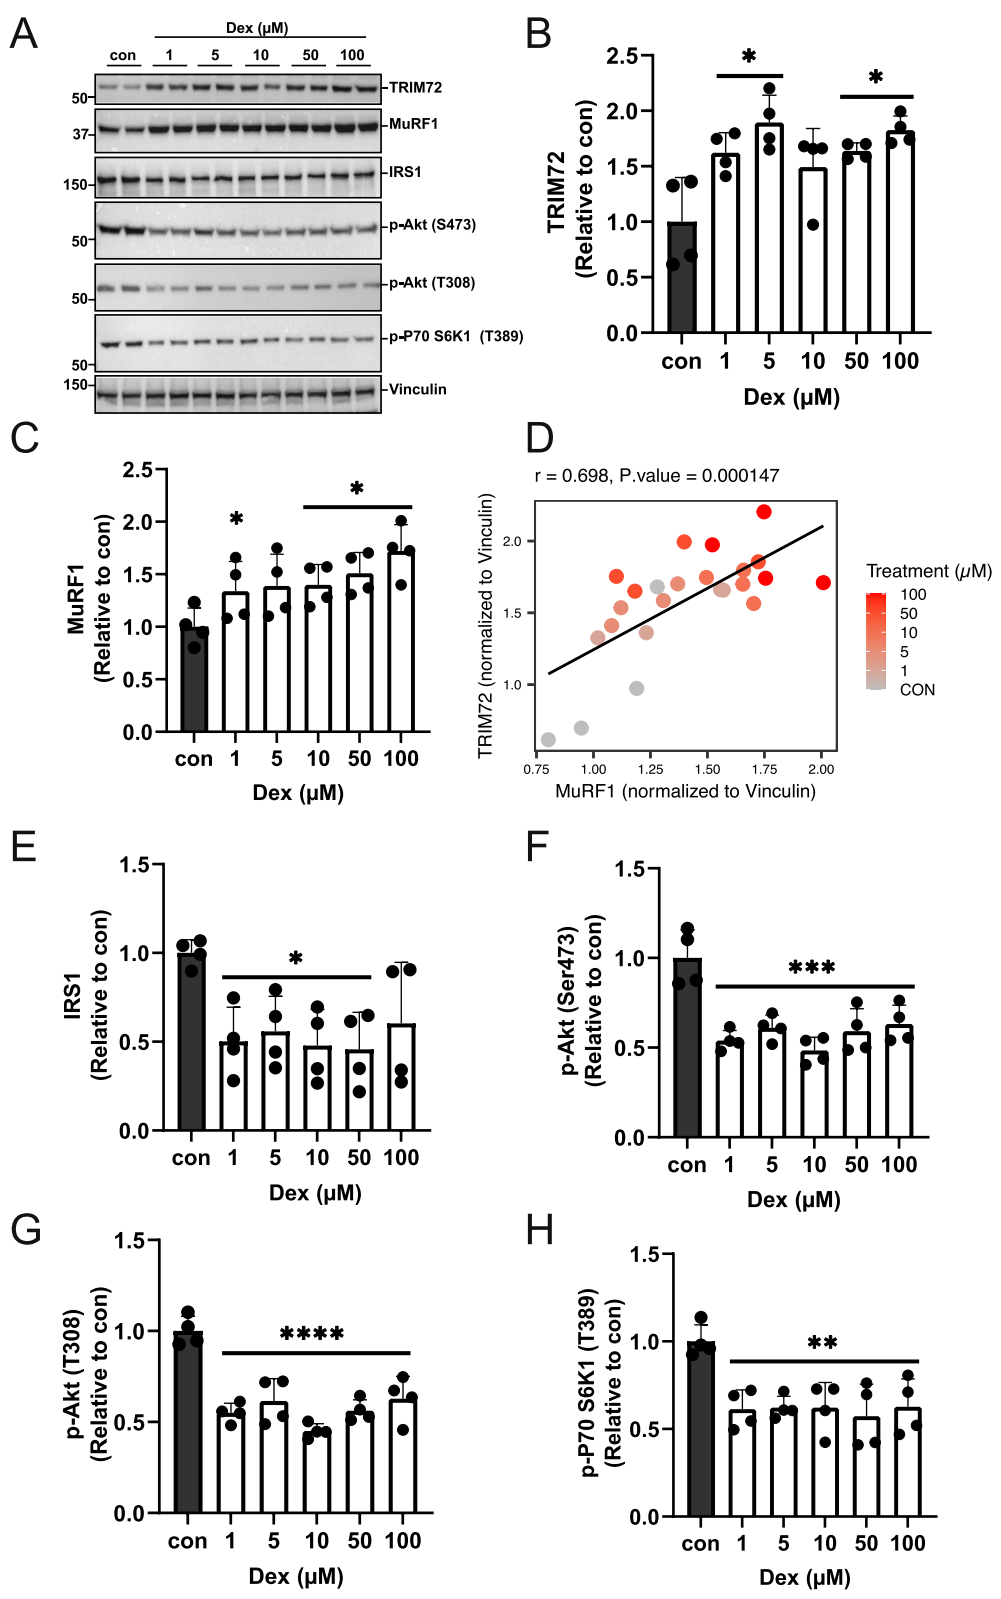 A
Dex (µM)
con 1 5 10 50 100
50 TRIM72
37 MuRF1
150 IRS1
50 p-Akt (S473)
50 p-Akt (T308)
50 p-P70 S6K1 (T389)
150 Vinculin
B
TRIM72
(Relative to con)
2.5
2.0
1.5
1.0
0.5
0.0
* *
con 1 5 10 50 100
Dex (µM)
C
MuRF1
(Relative to con)
2.5
2.0
1.5
1.0
0.5
0.0
* *
con 1 5 10 50 100
Dex (µM)
D
r = 0.698, P.value = 0.000147
TRIM72 (normalized to Vinculin)
2.0
1.5
1.0
0.75 1.00 1.25 1.50 1.75 2.00
MuRF1 (normalized to Vinculin)
Treatment (µM)
100
50
10
5
1
CON
E
IRS1
(Relative to con)
1.5
1.0
0.5
0.0
*
con 1 5 10 50 100
Dex (µM)
F
p-Akt (Ser473)
(Relative to con)
1.5
1.0
0.5
0.0
***
con 1 5 10 50 100
Dex (µM)
G
p-Akt (T308)
(Relative to con)
1.5
1.0
0.5
0.0
****
con 1 5 10 50 100
Dex (µM)
H
p-P70 S6K1 (T389)
(Relative to con)
1.5
1.0
0.5
0.0
**
con 1 5 10 50 100
Dex (µM)